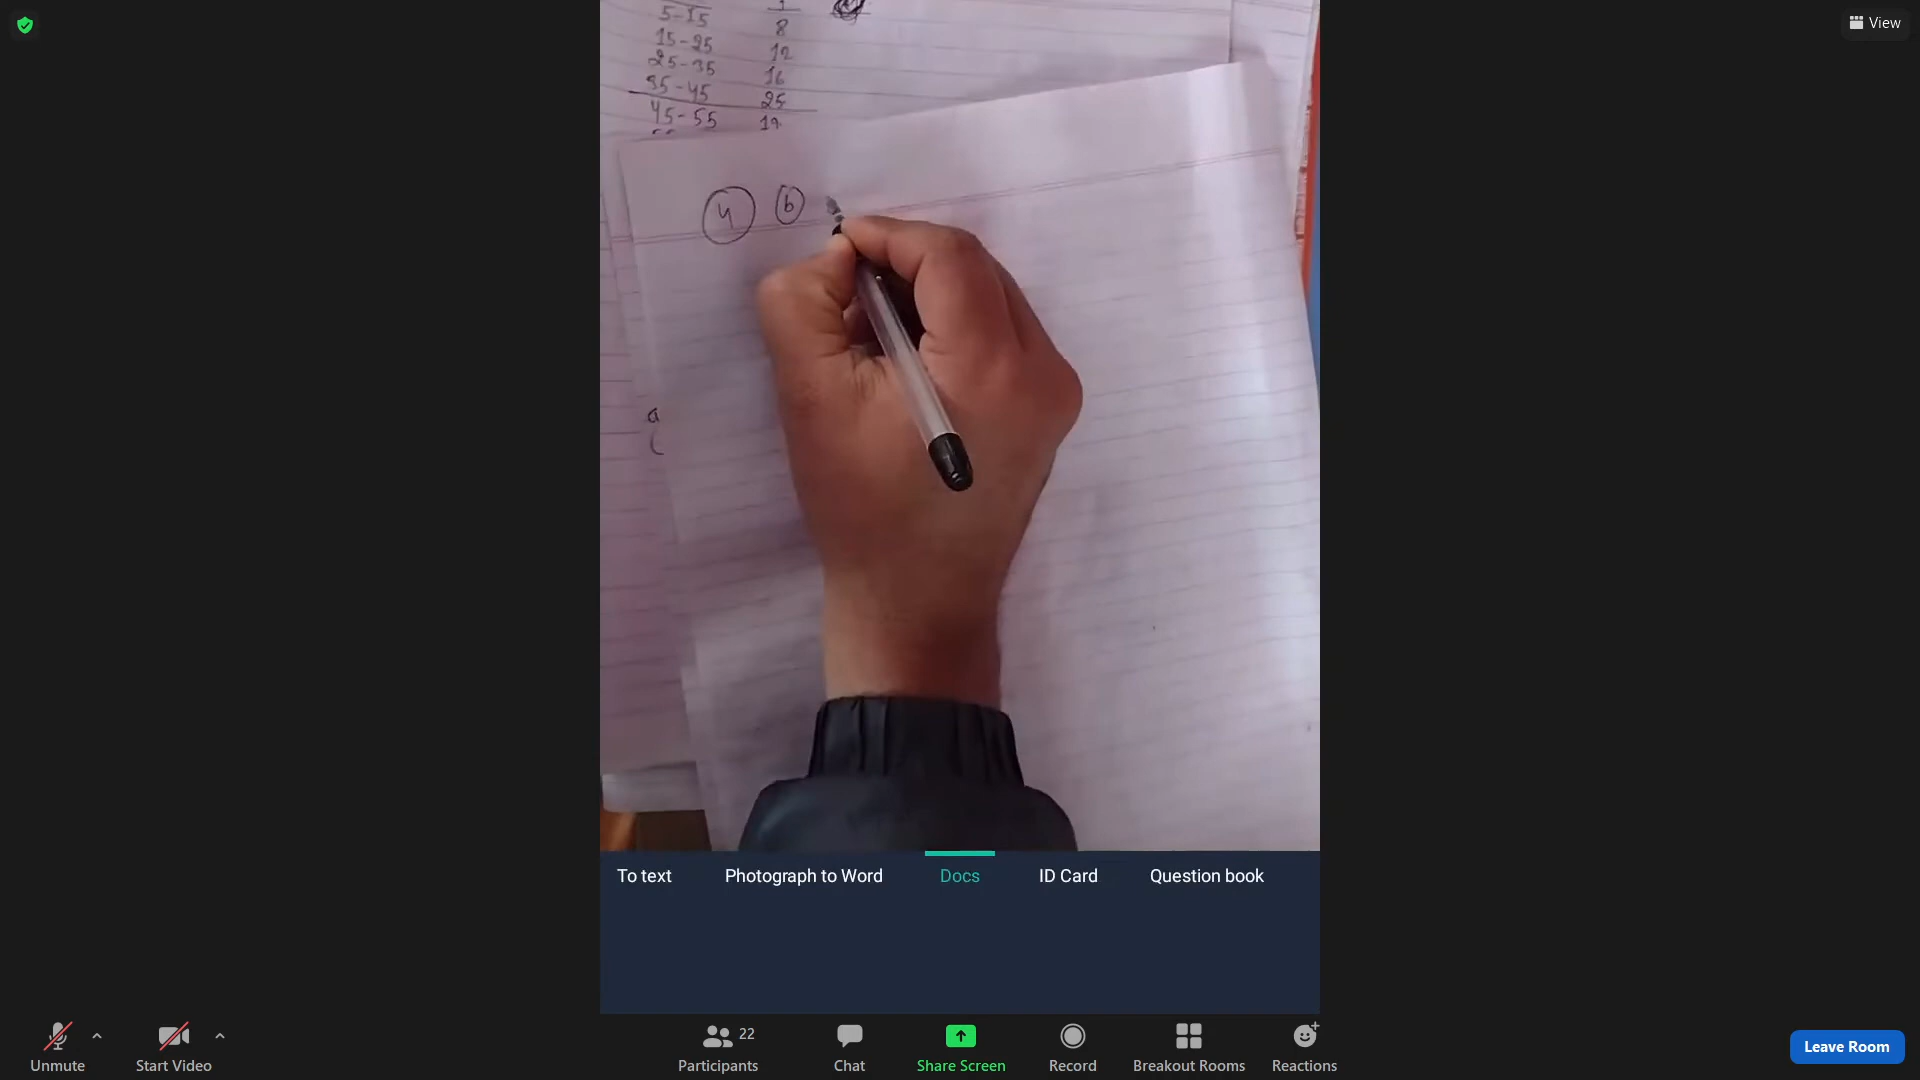 View
5-15
15-25 8
25-35 12
35-45 16
45-55 25
19
4 b
a
(
To text Photograph to Word Docs ID Card Question book
22
Unmute Start Video Participants Chat Share Screen Record Breakout Rooms Reactions Leave Room